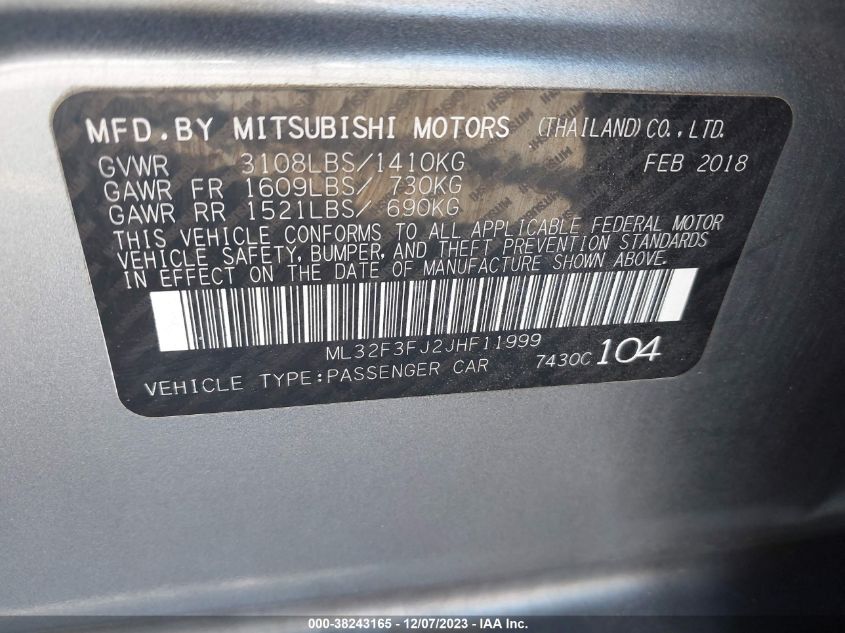 MFD.BY MITSUBISHI MOTORS (THAILAND)CO.,LTD.
GVWR 3108LBS/1410KG FEB 2018
GAWR FR 1609LBS/ 730KG
GAWR RR 1521LBS/ 690KG
THIS VEHICLE CONFORMS TO ALL APPLICABLE FEDERAL MOTOR
VEHICLE SAFETY, BUMPER, AND THEFT PREVENTION STANDARDS
IN EFFECT ON THE DATE OF MANUFACTURE SHOWN ABOVE.
ML32F3FJ2JHF11999
VEHICLE TYPE:PASSENGER CAR 7430C 104
000-38243165 - 12/07/2023 - IAA Inc.